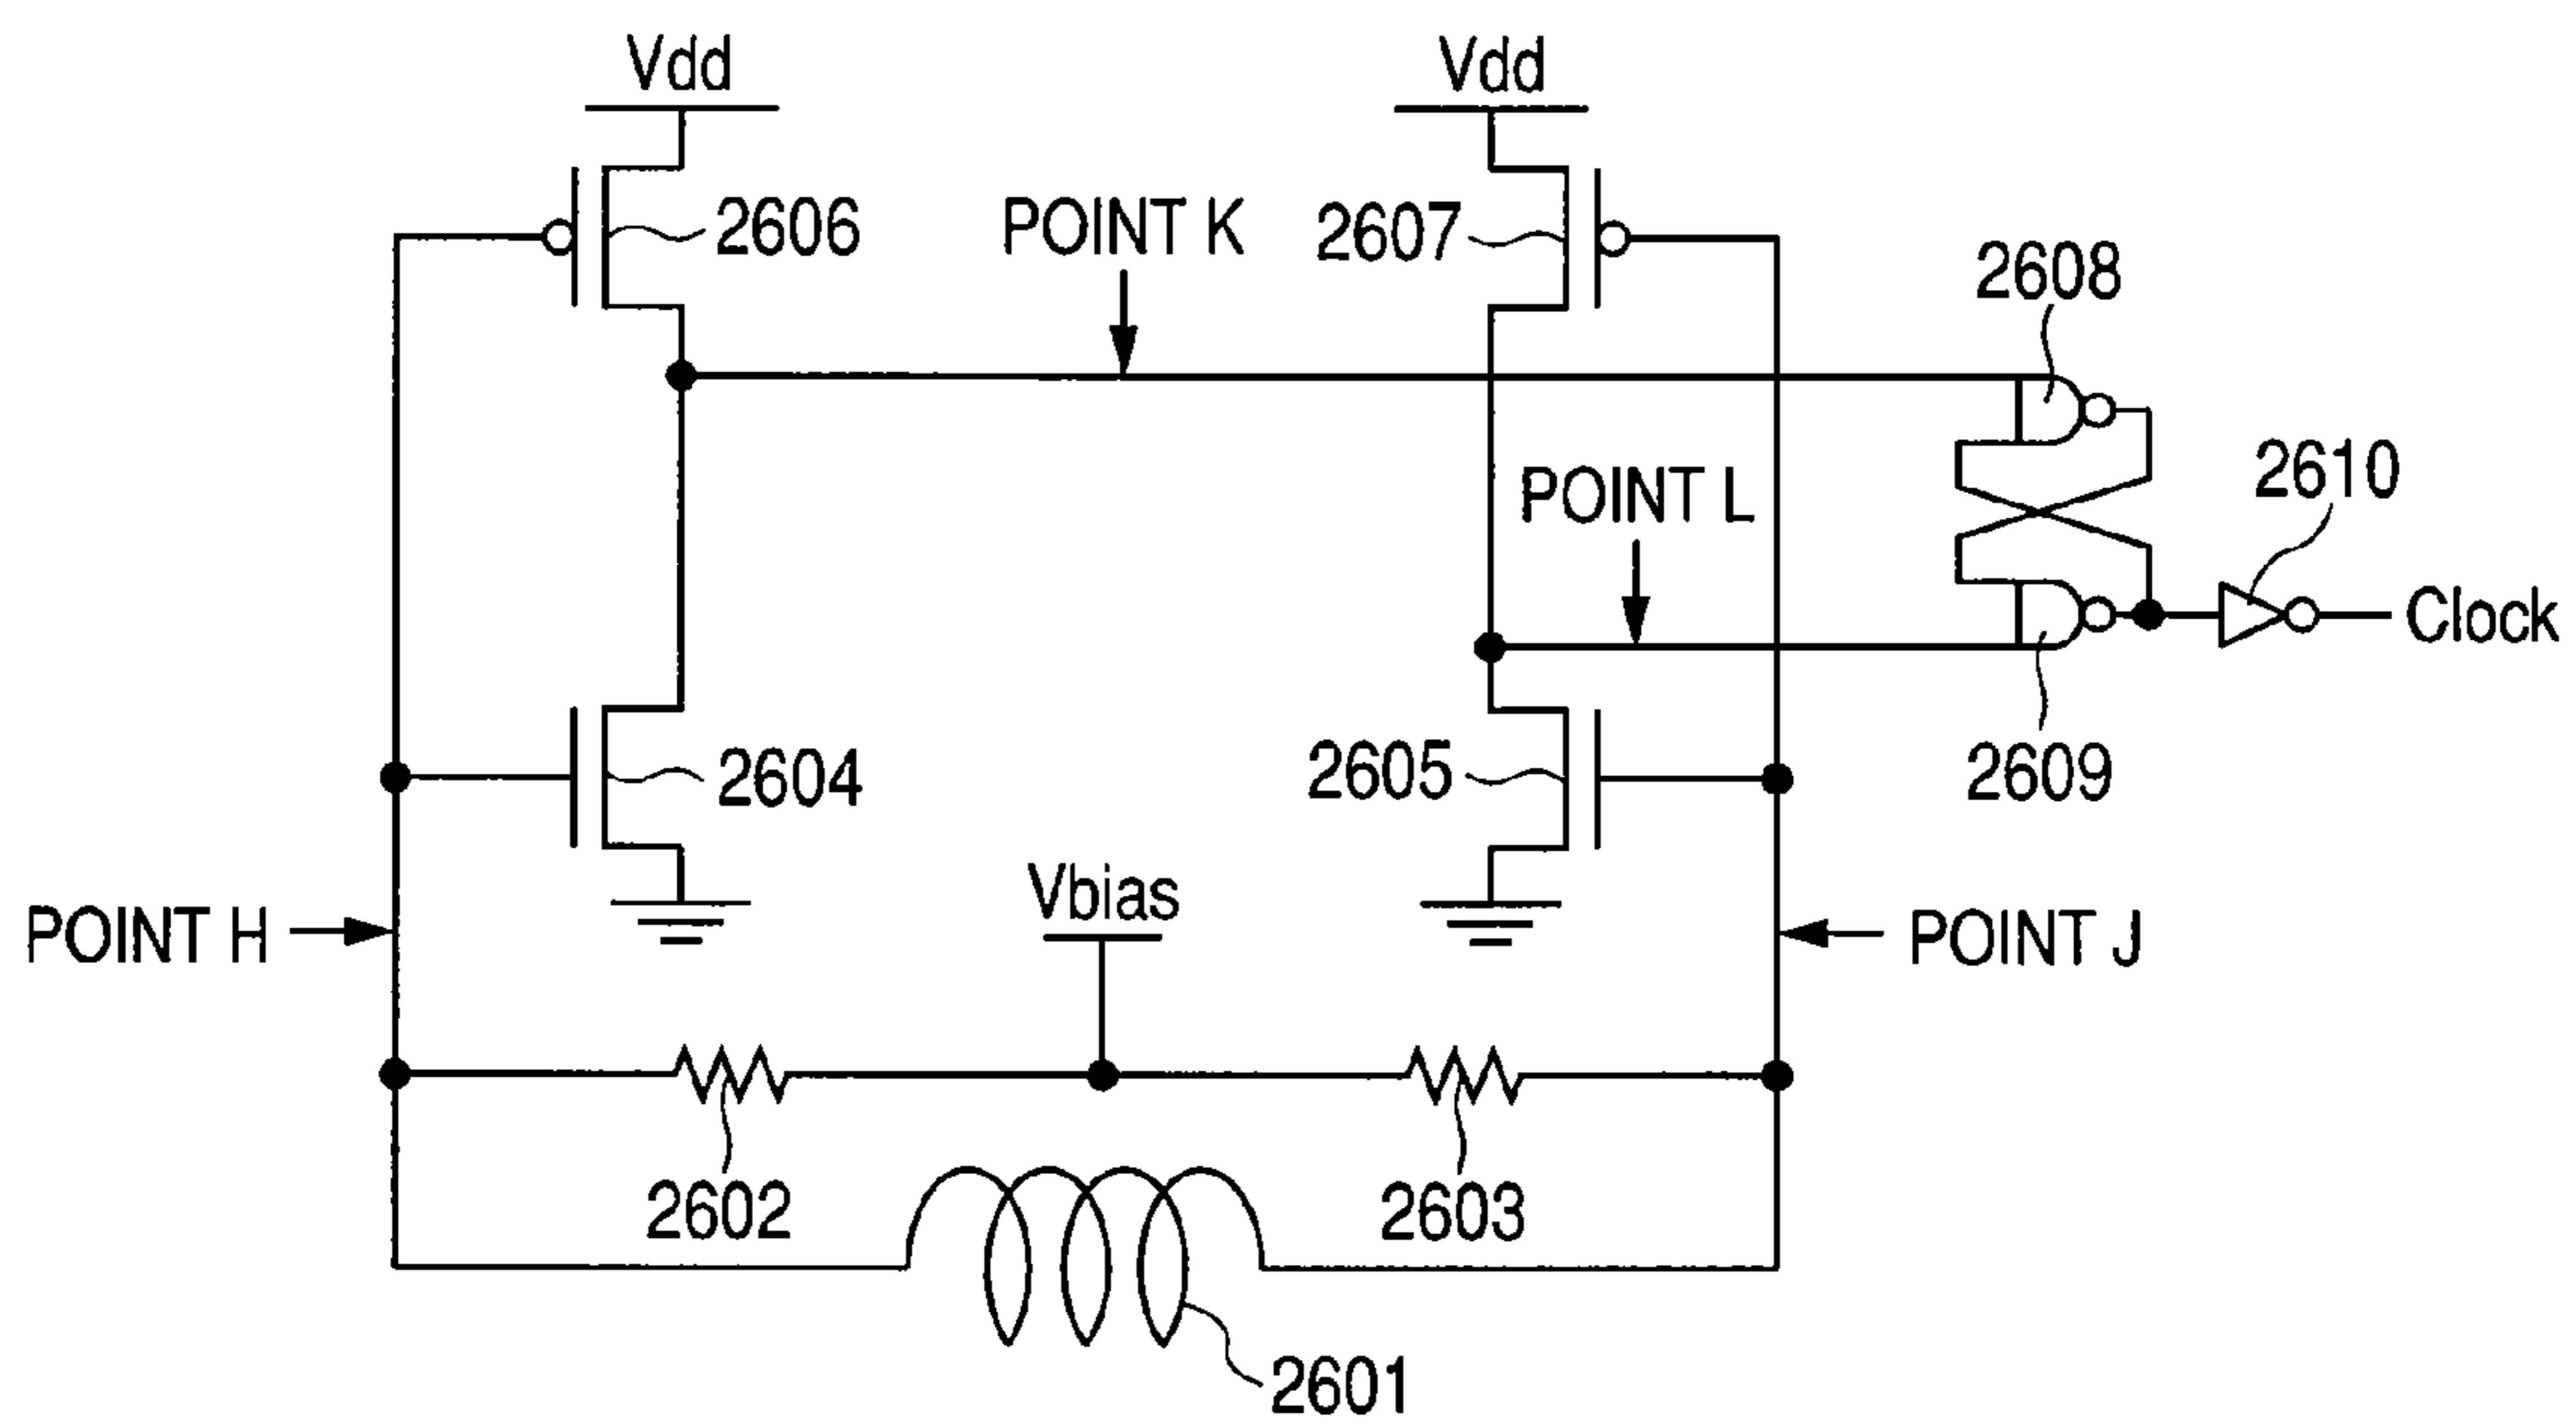 Vdd
Vdd
2606
POINT K
2607
2608
2610
POINT L
Clock
2604
2605
2609
Vbias
POINT H
POINT J
2602
2603
2601